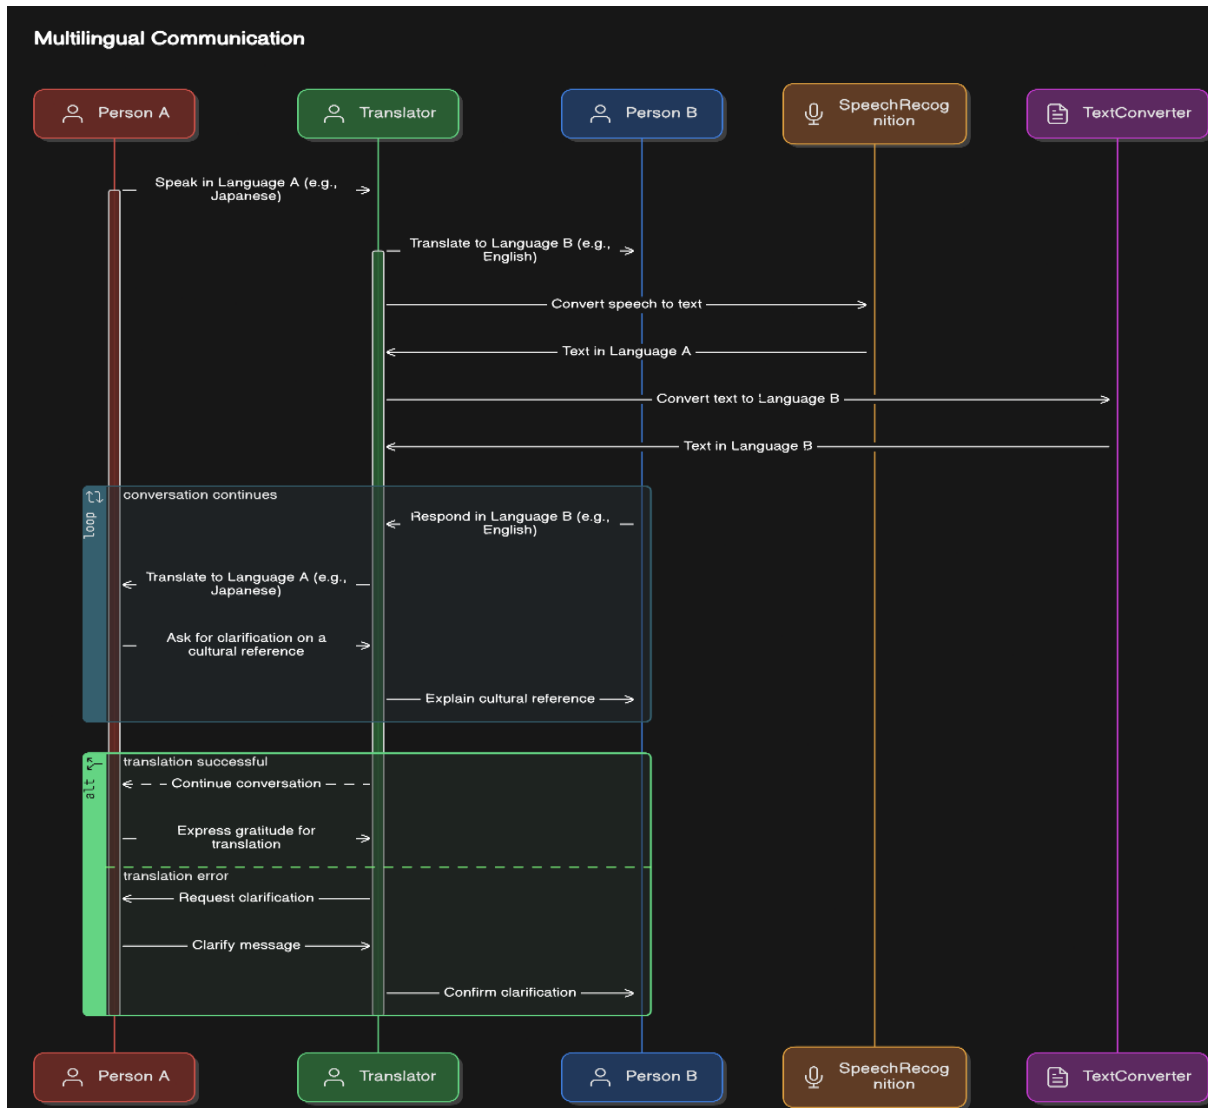 Multilingual Communication
Person A
Translator
Person B
SpeechRecog
nition
TextConverter
Speak in Language A (e.g.,
Japanese)
Translate to Language B (e.g.,
English)
Convert speech to text
Text in Language A
Convert text to Language B
Text in Language B
loop
conversation continues
Respond in Language B (e.g.,
English)
Translate to Language A (e.g.,
Japanese)
Ask for clarification on a
cultural reference
Explain cultural reference
alt
translation successful
Continue conversation
Express gratitude for
translation
translation error
Request clarification
Clarify message
Confirm clarification
Person A
Translator
Person B
SpeechRecog
nition
TextConverter